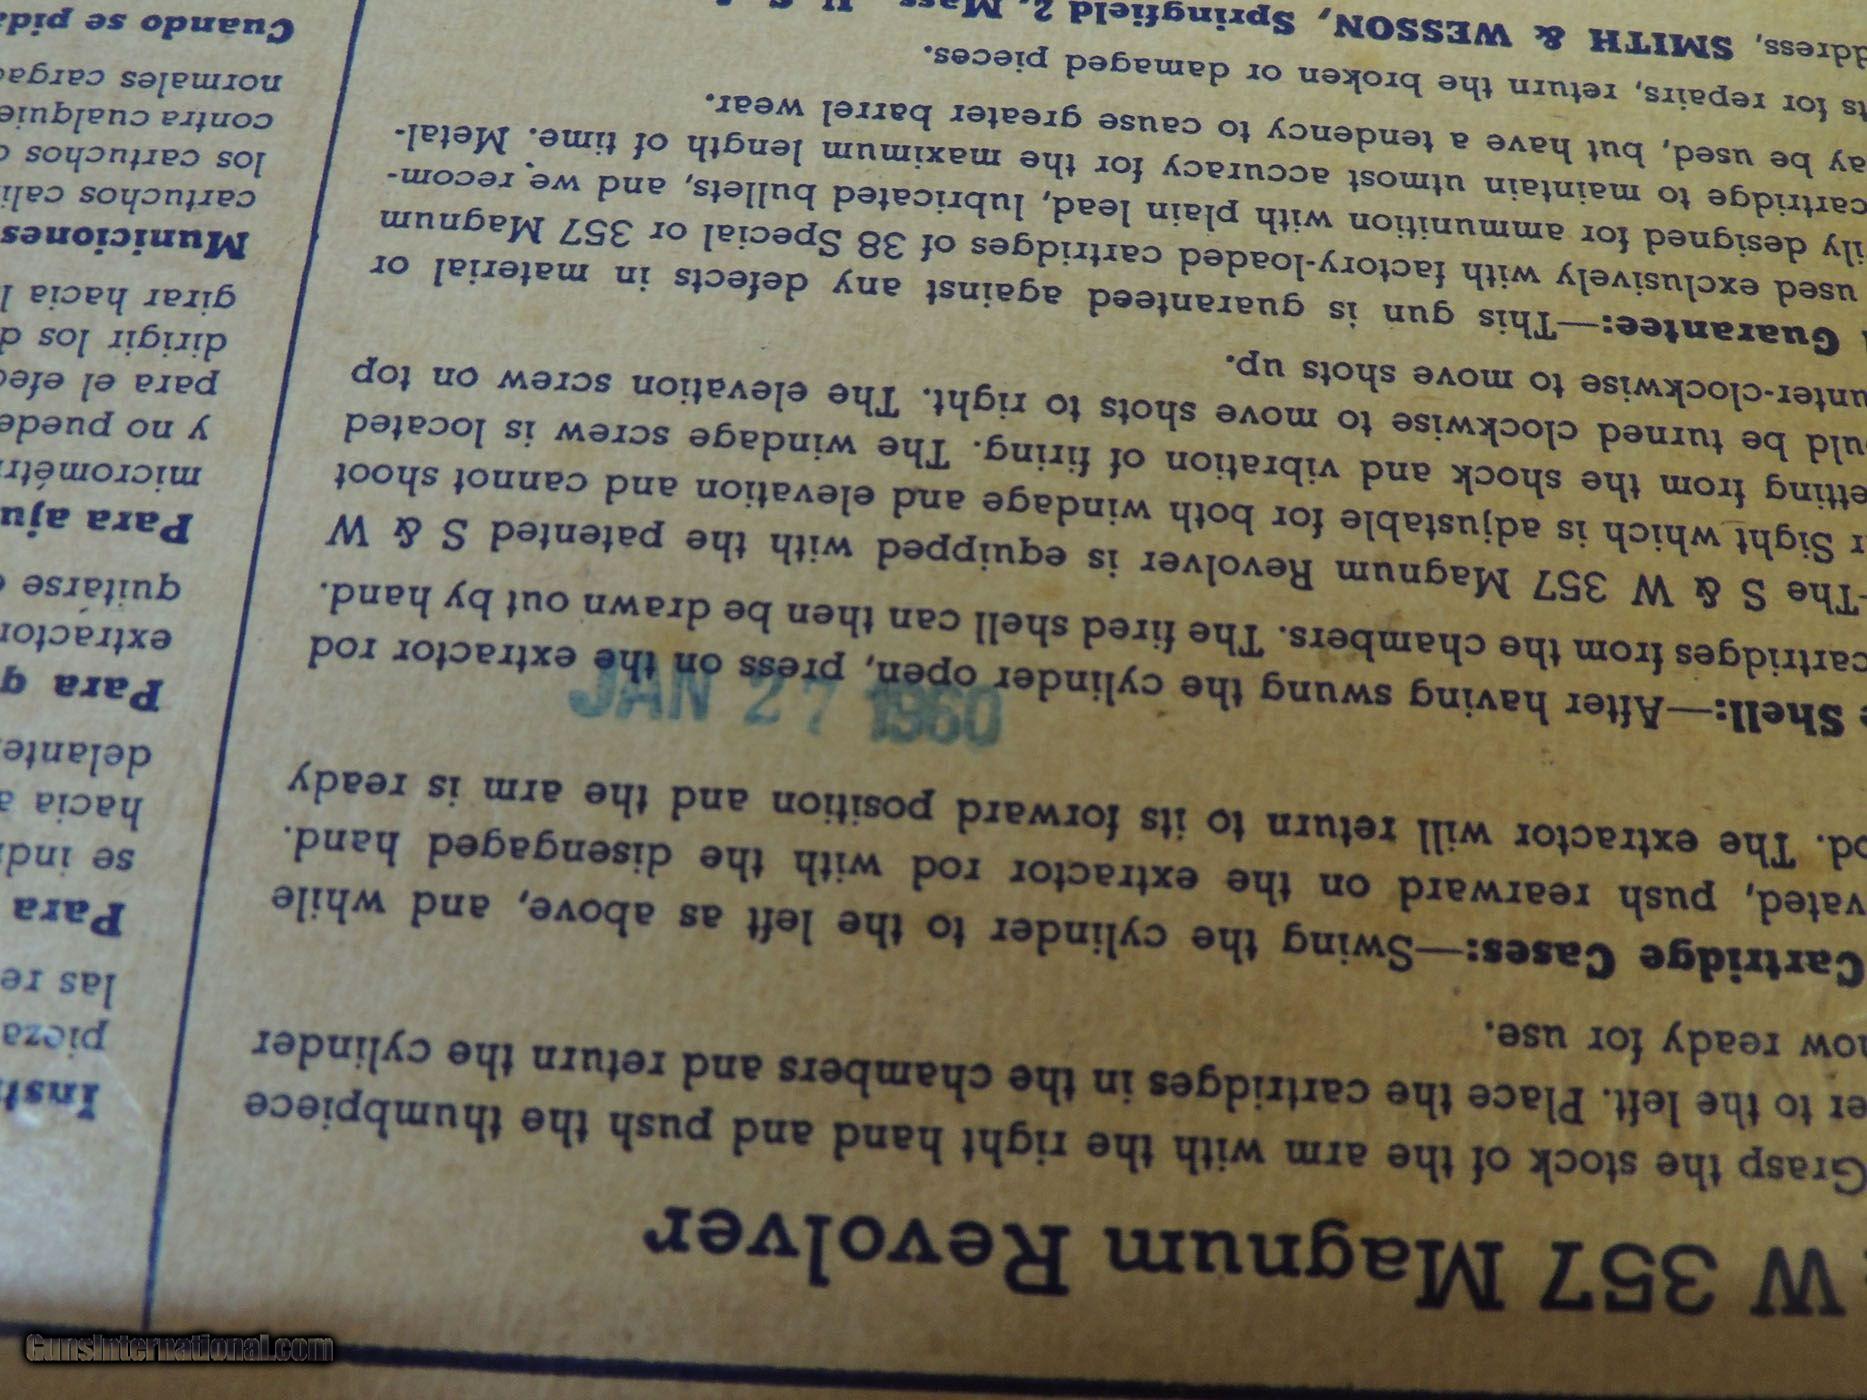 W 357 Magnum Revolver
Grasp the stock of the arm with the right hand and push the thumbpiece
er to the left. Place the cartridges in the chambers and return the cylinder
now ready for use.
Cartridge Cases:—Swing the cylinder to the left as above, and while
vated, push rearward on the extractor rod with the disengaged hand.
od. The extractor will return to its forward position and the arm is ready
JAN 27 1960
Shell:—After having swung the cylinder open, press on the extractor rod
cartridges from the chambers. The fired shell can then be drawn out by hand.
—The S & W 357 Magnum Revolver is equipped with the patented S & W
r Sight which is adjustable for both windage and elevation and cannot shoot
etting from the shock and vibration of firing. The windage screw is located
uld be turned clockwise to move shots to right. The elevation screw on top
unter-clockwise to move shots up.
Guarantee:—This gun is guaranteed against any defects in material or
used exclusively with factory-loaded cartridges of 38 Special or 357 Magnum
ily designed for ammunition with plain lead, lubricated bullets, and we recom-
cartridge to maintain utmost accuracy for the maximum length of time. Metal-
ay be used, but have a tendency to cause greater barrel wear.
ts for repairs, return the broken or damaged pieces.
ddress, SMITH & WESSON, Springfield 2, Mass., U. S.
Inst
pieza
las re
Para
se indi
hacia a
delante
Para q
extractor
quitarse
Para aju
micrométri
y no puede
para el efec
dirigir los d
girar hacia l
Municiones
cartuchos cali
los cartuchos
contra cualquie
normales cargad
Cuando se pida
GunsInternational.com